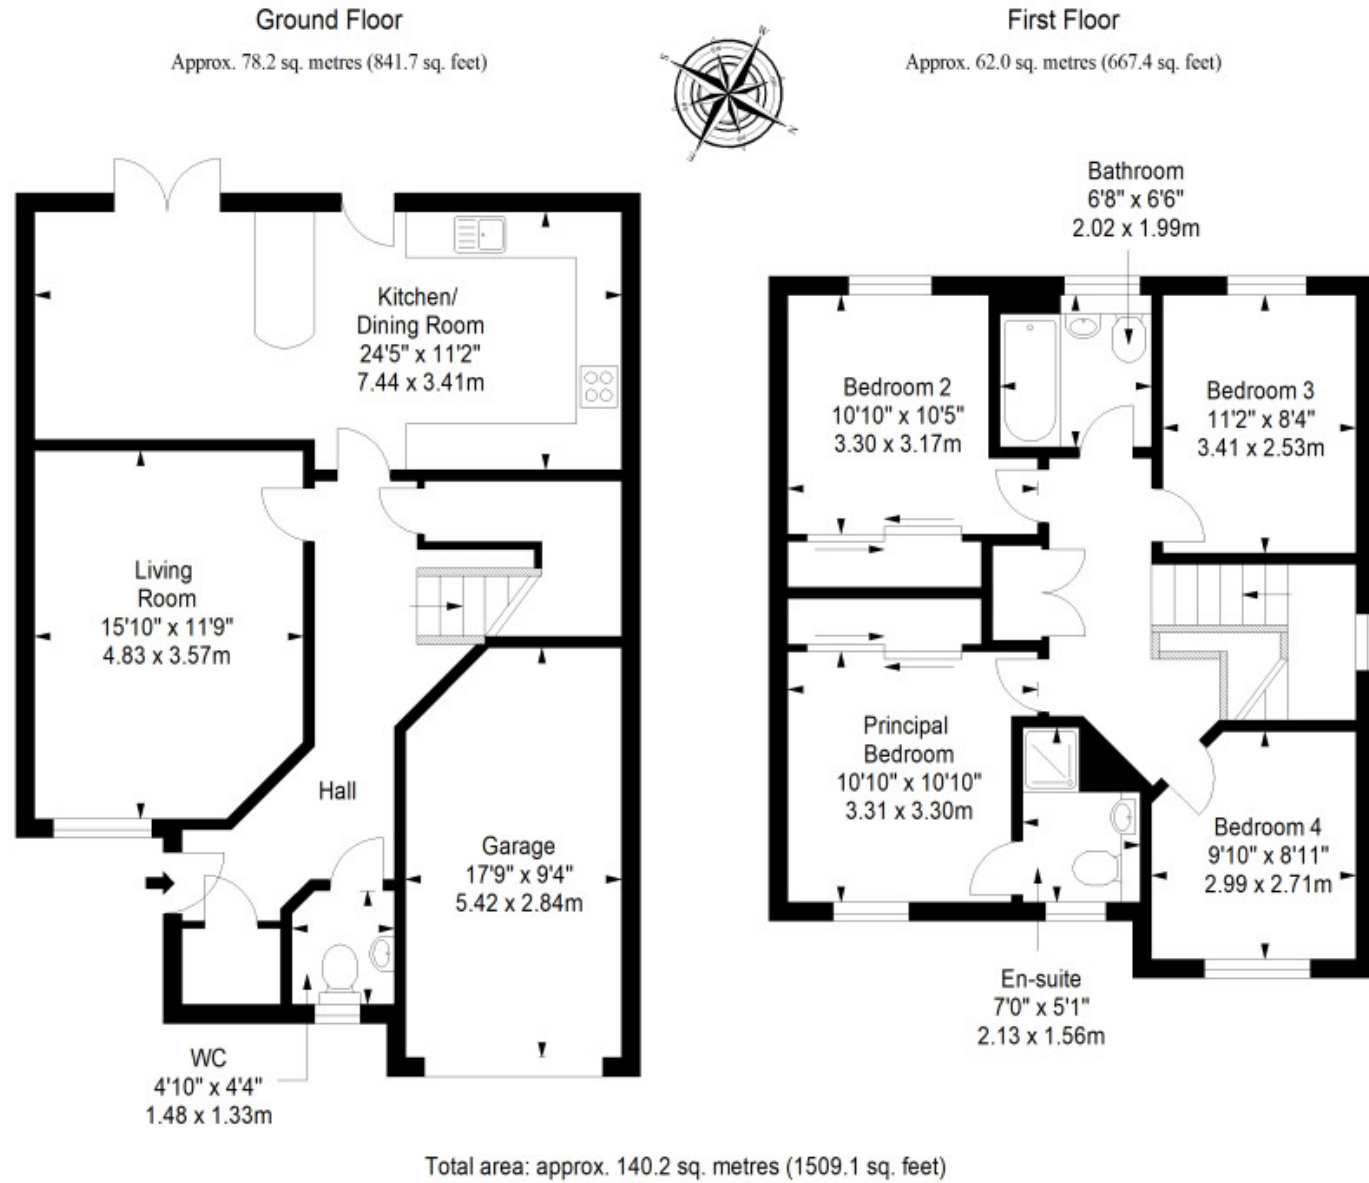 Ground Floor
Approx. 78.2 sq. metres (841.7 sq. feet)
First Floor
Approx. 62.0 sq. metres (667.4 sq. feet)
W
S
N
E
Kitchen/
Dining Room
24'5" x 11'2"
7.44 x 3.41m
Living
Room
15'10" x 11'9"
4.83 x 3.57m
Hall
Garage
17'9" x 9'4"
5.42 x 2.84m
WC
4'10" x 4'4"
1.48 x 1.33m
Bathroom
6'8" x 6'6"
2.02 x 1.99m
Bedroom 2
10'10" x 10'5"
3.30 x 3.17m
Bedroom 3
11'2" x 8'4"
3.41 x 2.53m
Principal
Bedroom
10'10" x 10'10"
3.31 x 3.30m
Bedroom 4
9'10" x 8'11"
2.99 x 2.71m
En-suite
7'0" x 5'1"
2.13 x 1.56m
Total area: approx. 140.2 sq. metres (1509.1 sq. feet)